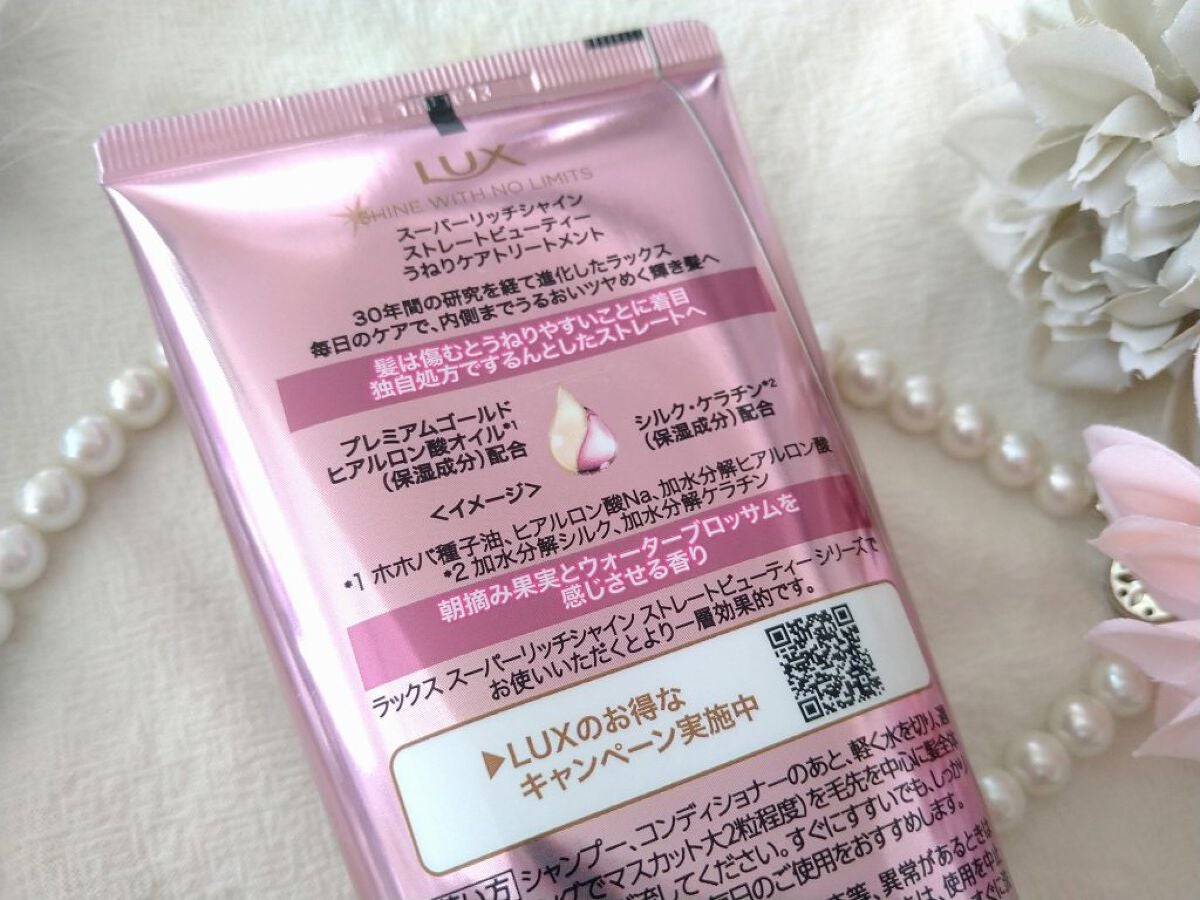 LUX
SHINE WITH NO LIMITS
スーパーリッチシャイン
ストレートビューティー
うねりケアトリートメント
30年間の研究を経て進化したラックス
毎日のケアで、内側までうるおいツヤめく輝き髪へ
髪は傷むとうねりやすいことに着目
独自処方でするんとしたストレートへ
プレミアムゴールド
ヒアルロン酸オイル*1
(保湿成分)配合
シルク・ケラチン*2
(保湿成分)配合
<イメージ>
*1 ホホバ種子油、ヒアルロン酸Na、加水分解ヒアルロン酸
*2 加水分解シルク、加水分解ケラチン
朝摘み果実とウォーターブロッサムを
感じさせる香り
ラックス スーパーリッチシャイン ストレートビューティー シリーズで
お使いいただくとより一層効果的です。
▶LUXのお得な
キャンペーン実施中
シャンプー、コンディショナーのあと、軽く水を切り、適
でマスカット大2粒程度)を毛先を中心に髪全体
流してください。すぐにすすいでも、しっかり
毎日のご使用をおすすめします。
等、異常があるときは
は、使用を中止